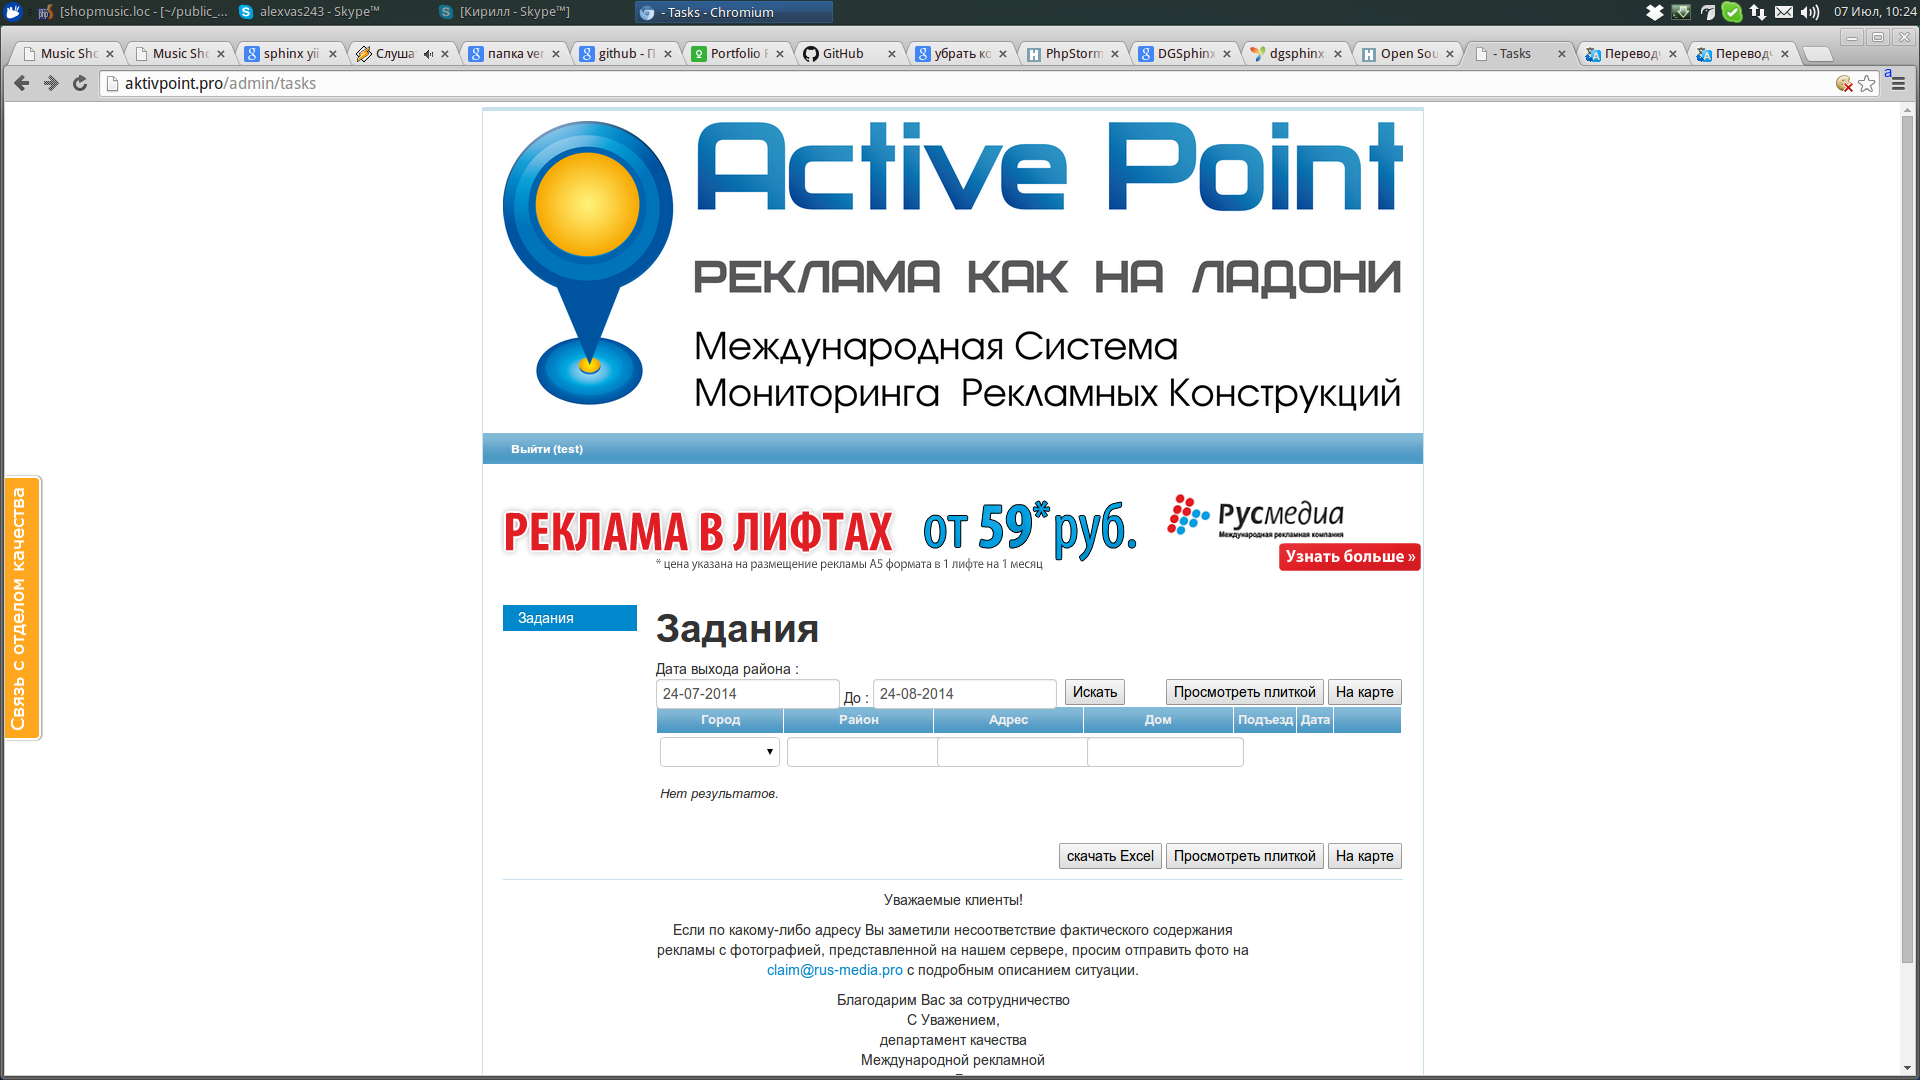 [shopmusic.loc - [~/public_...
alexvas243 - Skype™
[Кирилл - Skype™]
- Tasks - Chromium
07 Июл, 10:24
Music Sho
Music Sho
sphinx yii
Слушат
папка ver
github - П
Portfolio
GitHub
убрать ко
PhpStorm
DGSphinx
dgsphinx
Open Sou
- Tasks
Переводч
Переводч
aktivpoint.pro/admin/tasks
Active Point
РЕКЛАМА КАК НА ЛАДОНИ
Международная Система
Мониторинга Рекламных Конструкций
Выйти (test)
Связь с отделом качества
РЕКЛАМА В ЛИФТАХ от 59* руб.
* цена указана на размещение рекламы А5 формата в 1 лифте на 1 месяц
Русмедиа
Международная рекламная компания
Узнать больше »
Задания
Задания
Дата выхода района :
24-07-2014 До : 24-08-2014 Искать Просмотреть плиткой На карте
Город Район Адрес Дом Подъезд Дата
Нет результатов.
скачать Excel Просмотреть плиткой На карте
Уважаемые клиенты!
Если по какому-либо адресу Вы заметили несоответствие фактического содержания
рекламы с фотографией, представленной на нашем сервере, просим отправить фото на
claim@rus-media.pro с подробным описанием ситуации.
Благодарим Вас за сотрудничество
С Уважением,
департамент качества
Международной рекламной